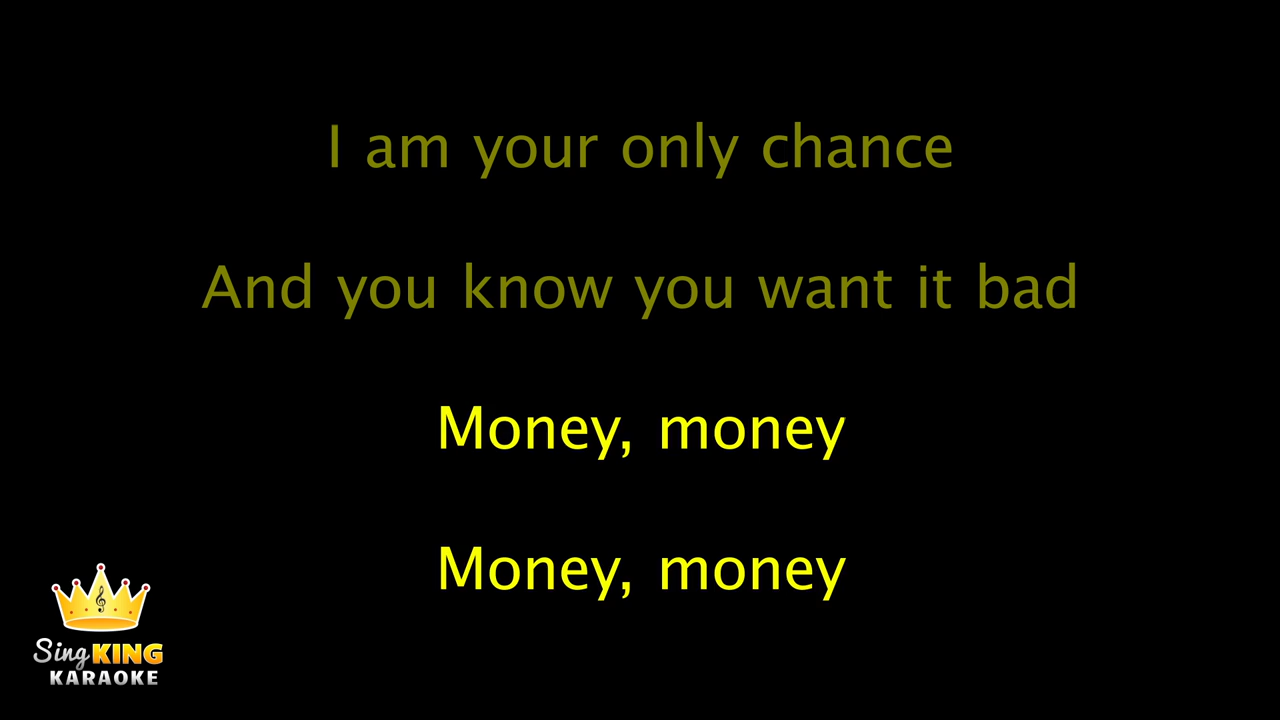 I am your only chance
And you know you want it bad
Money, money
Money, money
Sing KING
KARAOKE